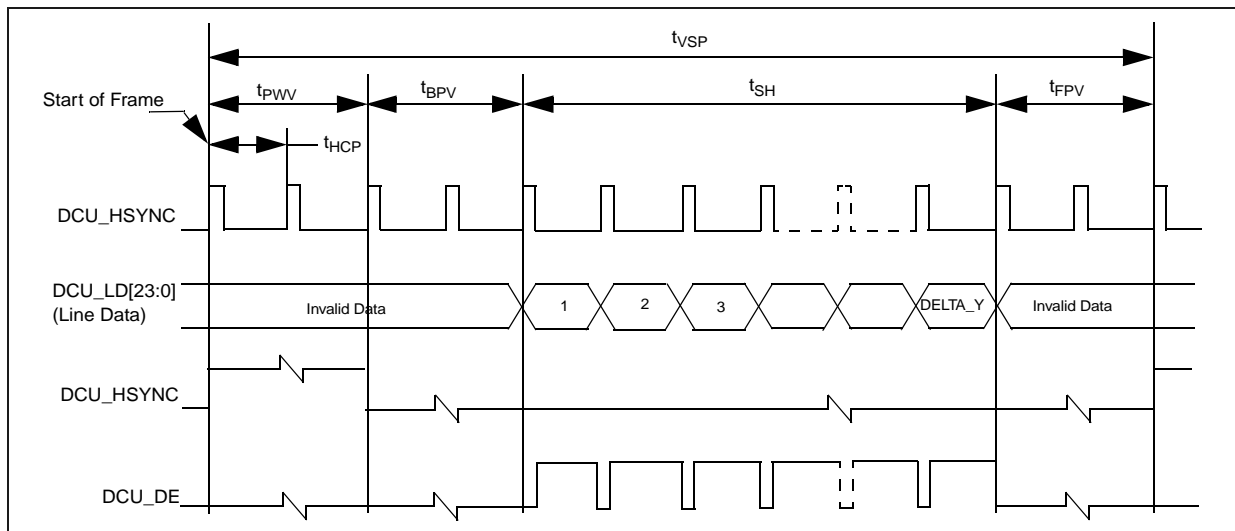 tVSP
tPWV tBPV tSH tFPV
Start of Frame
tHCP
DCU_HSYNC
DCU_LD[23:0]
(Line Data)
Invalid Data 1 2 3 DELTA_Y Invalid Data
DCU_HSYNC
DCU_DE